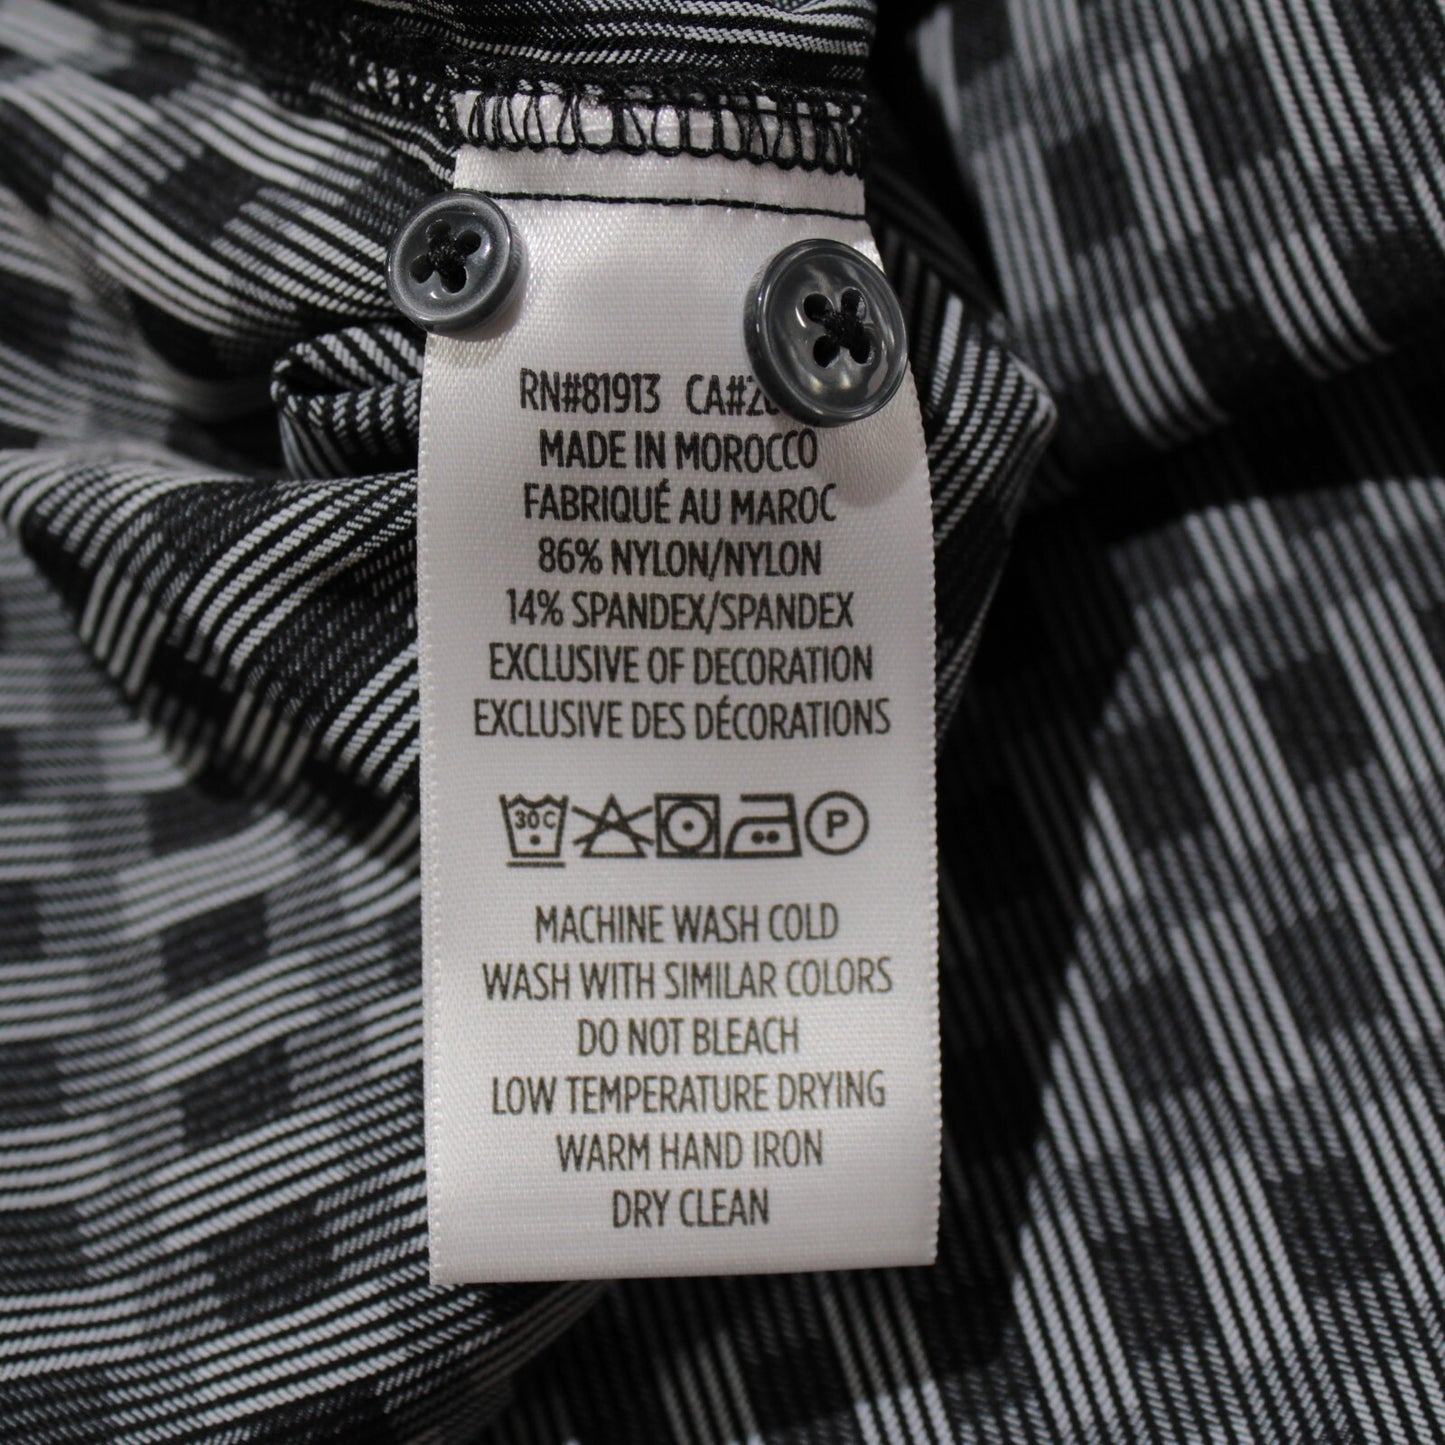 RN#81913 CA#
MADE IN MOROCCO
FABRIQUÉ AU MAROC
86% NYLON/NYLON
14% SPANDEX/SPANDEX
EXCLUSIVE OF DECORATION
EXCLUSIVE DES DÉCORATIONS
30 C P
MACHINE WASH COLD
WASH WITH SIMILAR COLORS
DO NOT BLEACH
LOW TEMPERATURE DRYING
WARM HAND IRON
DRY CLEAN